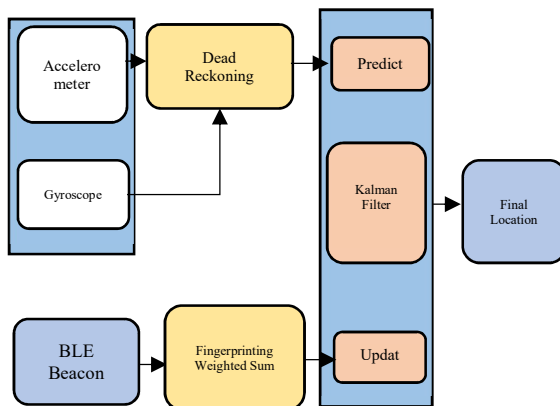 Accelero
meter
Dead
Reckoning
Predict
Gyroscope
Kalman
Filter
Final
Location
BLE
Beacon
Fingerprinting
Weighted Sum
Updat